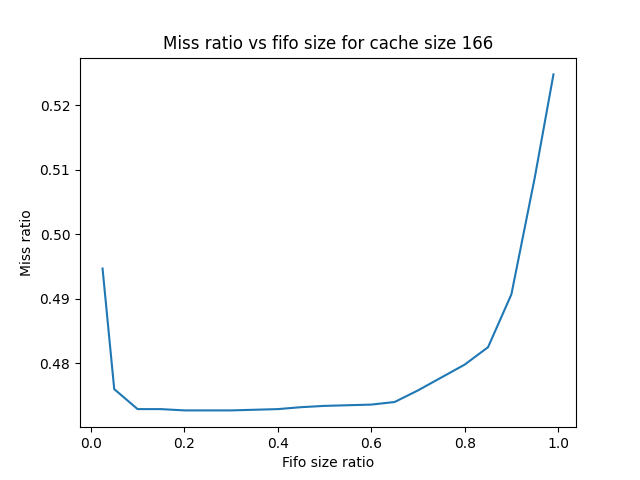 Miss ratio vs fifo size for cache size 166
0.52
0.51
0.50
0.49
0.48
Miss ratio
0.0 0.2 0.4 0.6 0.8 1.0
Fifo size ratio